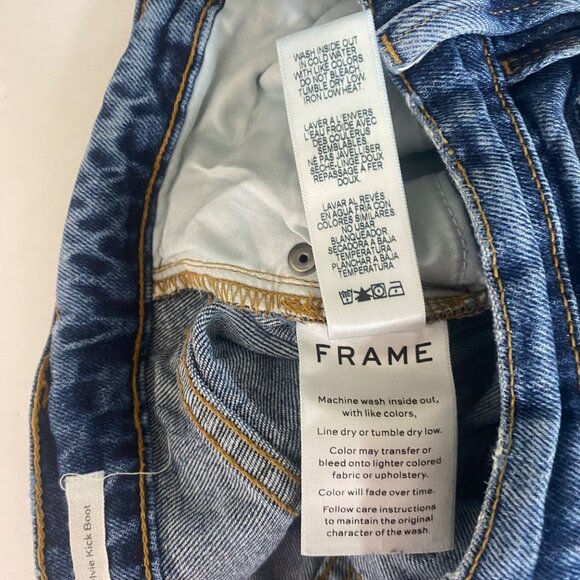 WASH INSIDE OUT
IN COLD WATER
WITH LIKE COLORS.
DO NOT BLEACH.
TUMBLE DRY LOW.
IRON LOW HEAT.
LAVER À L'ENVERS
L'EAU FROIDE AVEC
DES COULERUS
SEMBLABLES
NE PAS JAVELLISER.
SÈCHE-LINGE DOUX
REPASSAGE À FER
DOUX.
LAVAR AL REVÉS
EN AGUA FRIA CON
COLORES SIMILARES.
NO USAR
BLANQUEADOR
SECADORA A BAJA
TEMPERATURA
PLANCHAR A BAJA
TEMPERATURA
FRAME
Machine wash inside out,
with like colors,
Line dry or tumble dry low.
Color may transfer or
bleed onto lighter colored
fabric or upholstery.
Color will fade over time.
Follow care instructions
to maintain the original
character of the wash.
Kick Boot